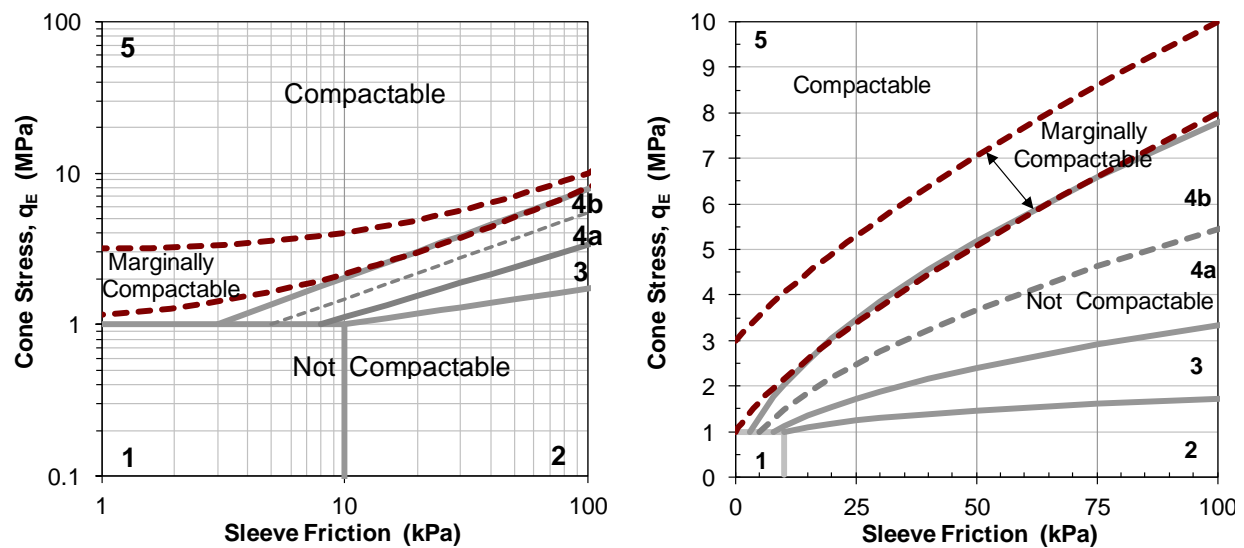 100
10
1
0.1
Cone Stress, qE (MPa)
5
Compactable
4b
4a
3
Marginally
Compactable
Not Compactable
1
2
1
10
100
Sleeve Friction (kPa)
10
9
8
7
6
5
4
3
2
1
0
Cone Stress, qE (MPa)
5
Compactable
Marginally
Compactable
4b
4a
Not Compactable
3
2
1
0
25
50
75
100
Sleeve Friction (kPa)